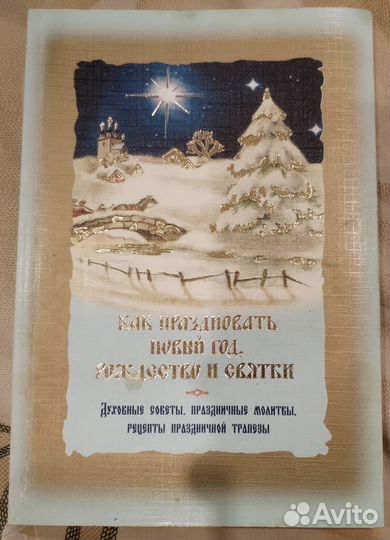 Как праздновать
Новый год,
Рождество и Святки
Духовные советы, праздничные молитвы,
рецепты праздничной трапезы
Avito